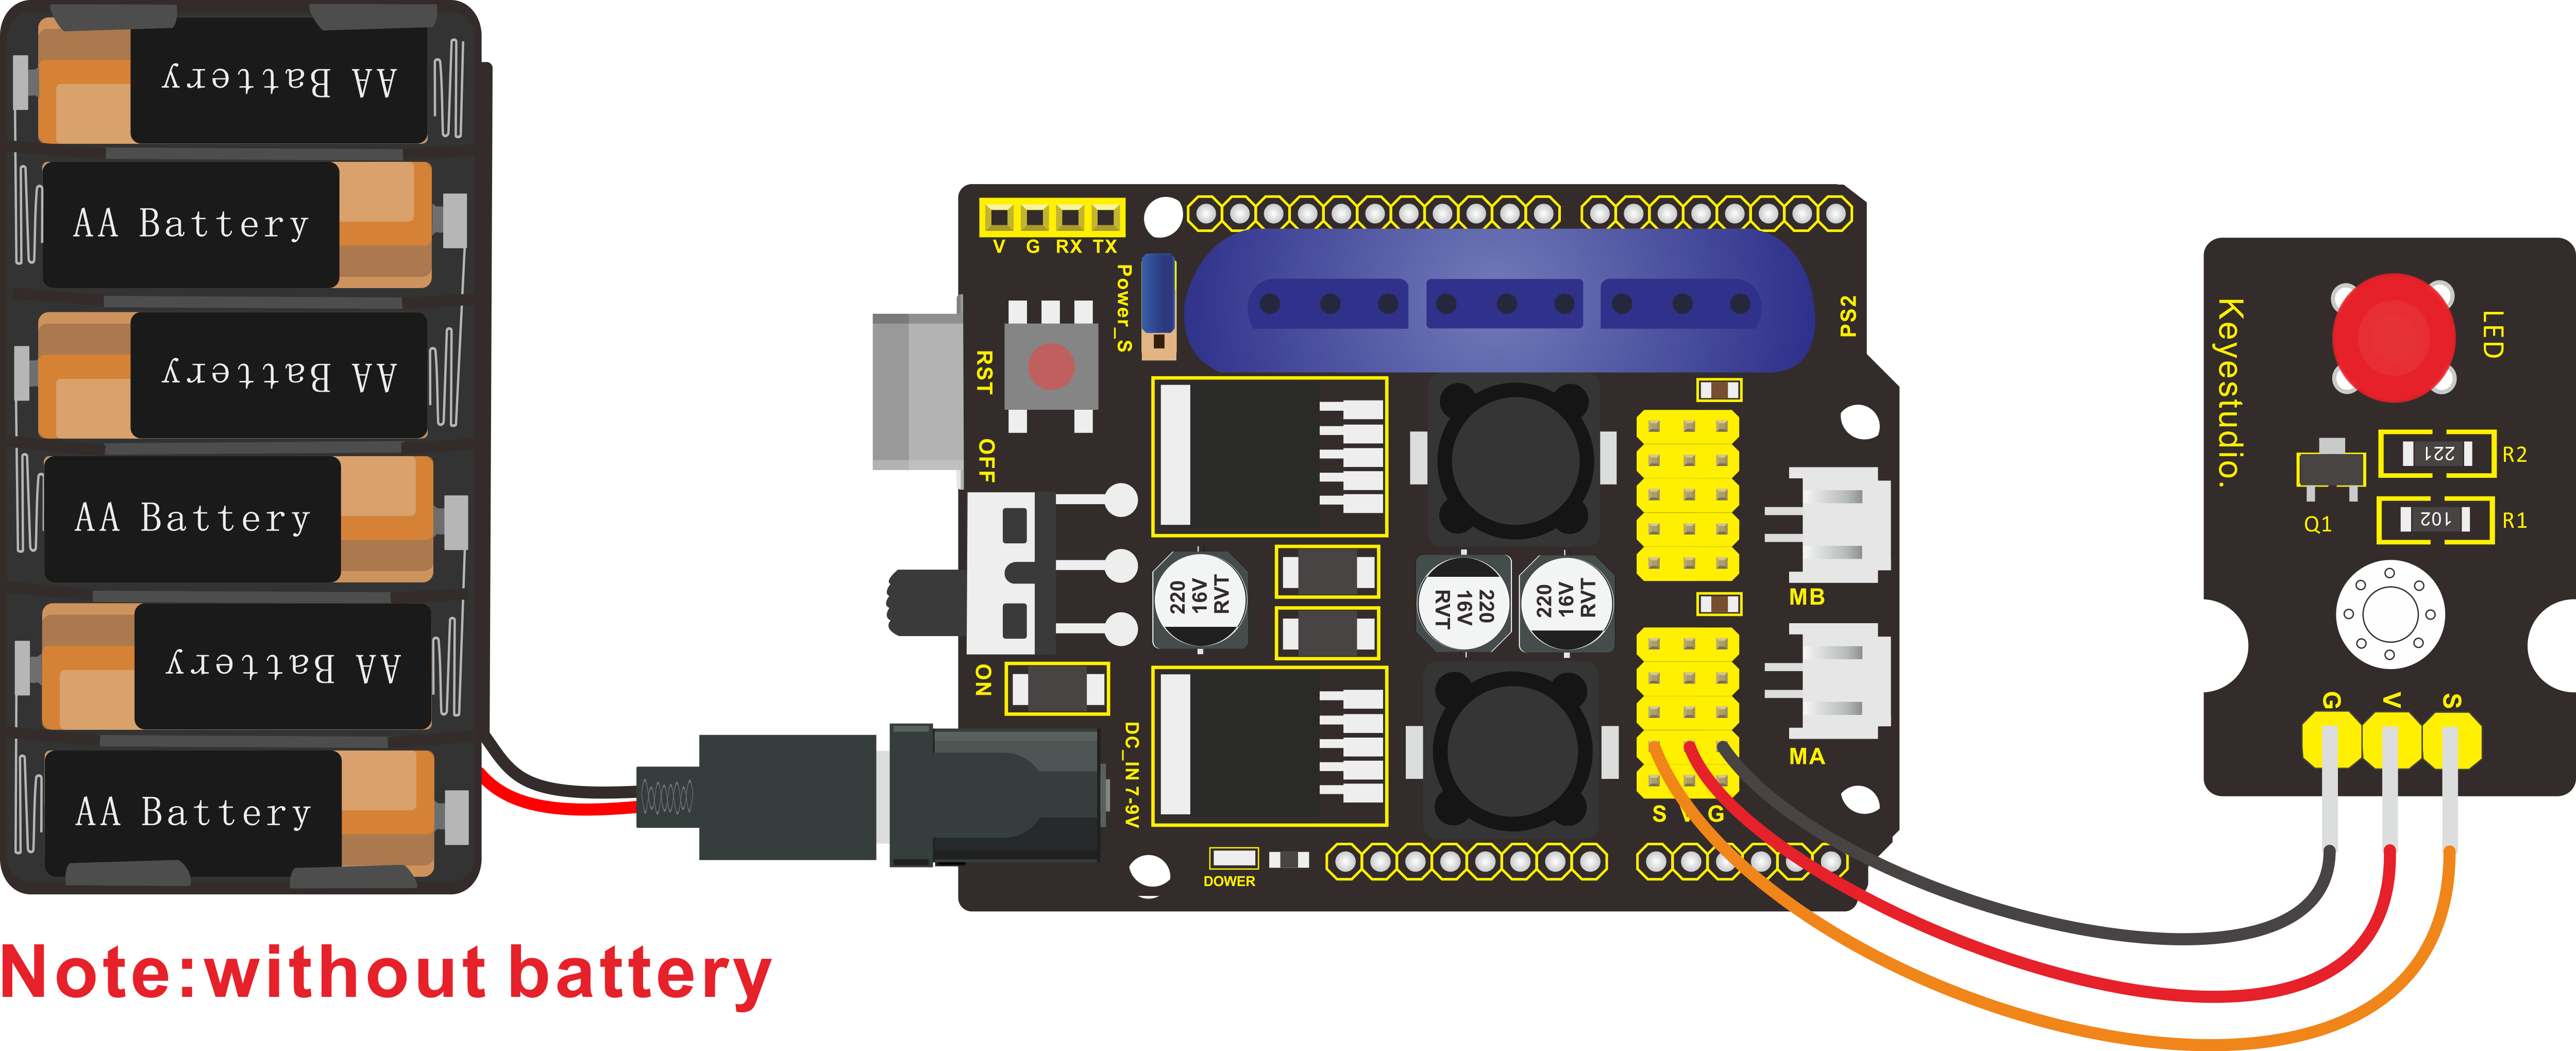 AA Battery
AA Battery
AA Battery
AA Battery
AA Battery
AA Battery
Note:without battery
V G RX TX
Power_S
PS2
RST
OFF
ON
220
16V
RVT
220
16V
RVT
220
16V
RVT
MB
MA
DC_IN 7-9V
S V G
DOWER
Keyestudio.
LED
221
R2
102
R1
Q1
G V S